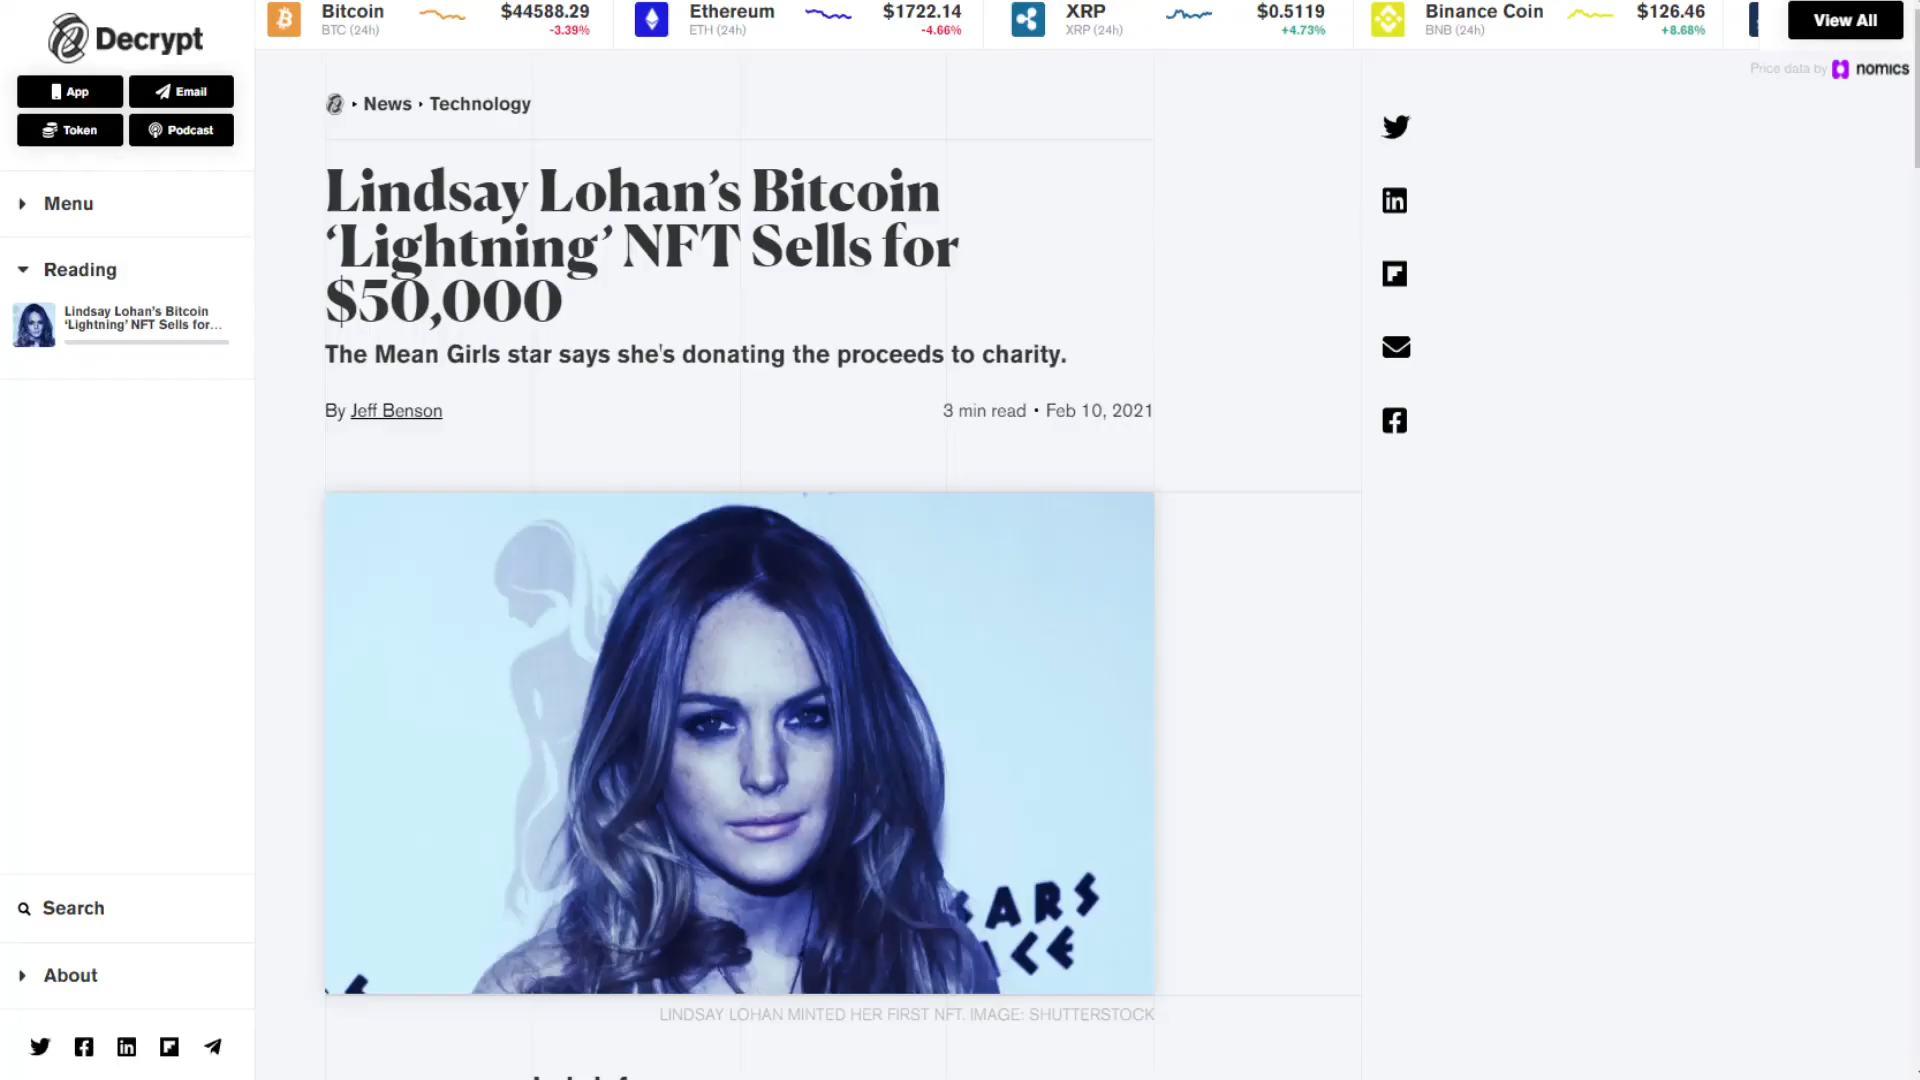 Decrypt
App
Email
Token
Podcast
Menu
Reading
Lindsay Lohan's Bitcoin
‘Lightning’ NFT Sells for…
Search
About
Bitcoin
BTC (24h)
$44588.29
-3.39%
Ethereum
ETH (24h)
$1722.14
-4.66%
XRP
XRP (24h)
$0.5119
+4.73%
Binance Coin
BNB (24h)
$126.46
+8.68%
View All
Price data by nomics
News • Technology
Lindsay Lohan’s Bitcoin
‘Lightning’ NFT Sells for
$50,000
The Mean Girls star says she's donating the proceeds to charity.
By Jeff Benson
3 min read • Feb 10, 2021
LINDSAY LOHAN MINTED HER FIRST NFT. IMAGE: SHUTTERSTOCK